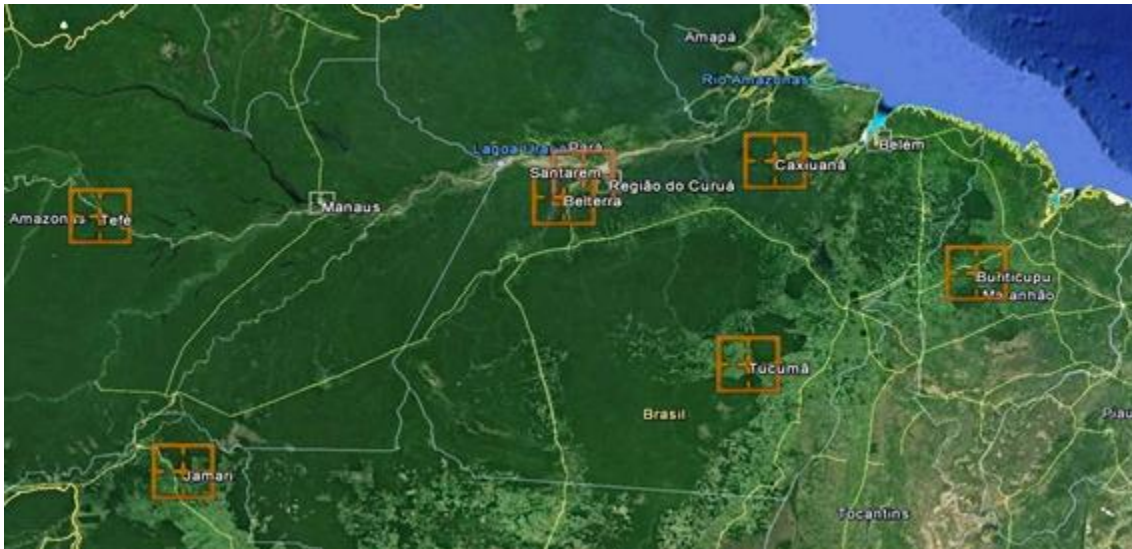 Amapá
Rio Amazonas
Belém
Lagoa Pará
Caxiuanã
Santarém
Região do Curuá
Belterra
Manaus
Amazonas Tefé
Buriticupu
Maranhão
Tucumã
Brasil
Piau
Jamari
Tocantins